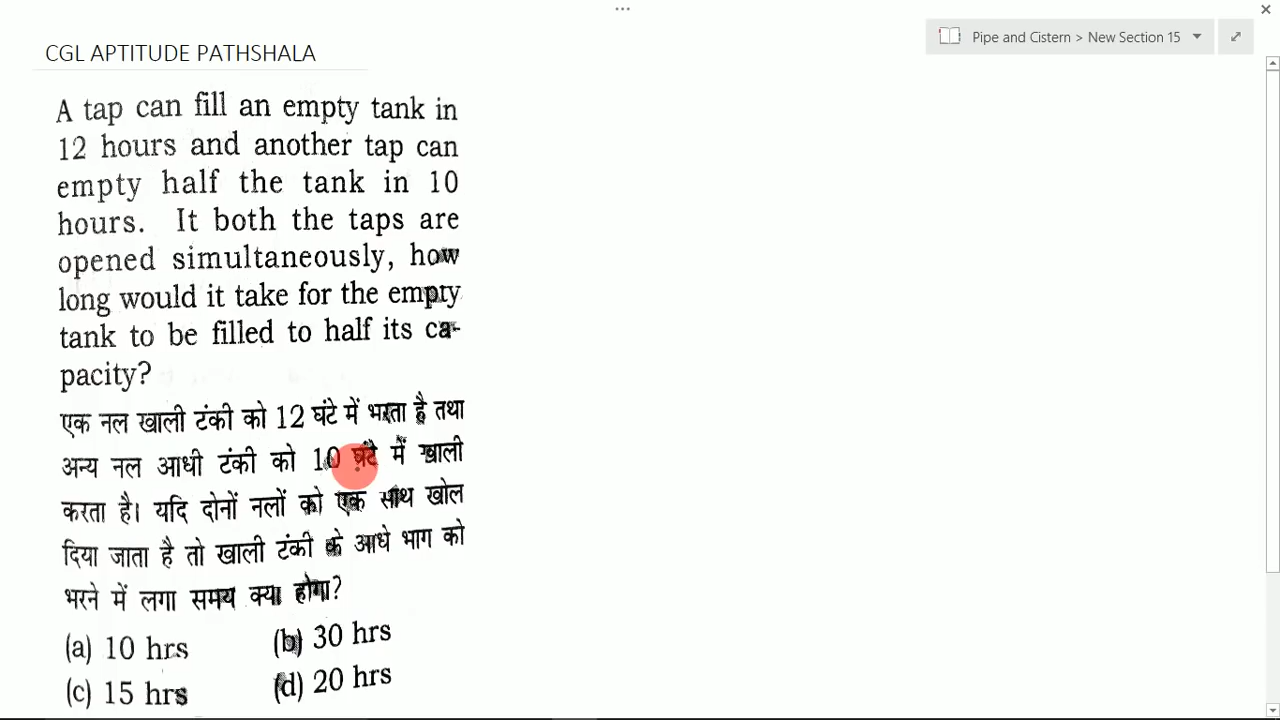 ...
Pipe and Cistern > New Section 15
CGL APTITUDE PATHSHALA
A tap can fill an empty tank in
12 hours and another tap can
empty half the tank in 10
hours. It both the taps are
opened simultaneously, how
long would it take for the empty
tank to be filled to half its ca-
pacity?
एक नल खाली टंकी को 12 घंटे में भरता है तथा
अन्य नल आधी टंकी को 10 घंटे में खाली
करता है। यदि दोनों नलों को एक साथ खोल
दिया जाता है तो खाली टंकी के आधे भाग को
भरने में लगा समय क्या होगा?
(a) 10 hrs (b) 30 hrs
(c) 15 hrs (d) 20 hrs